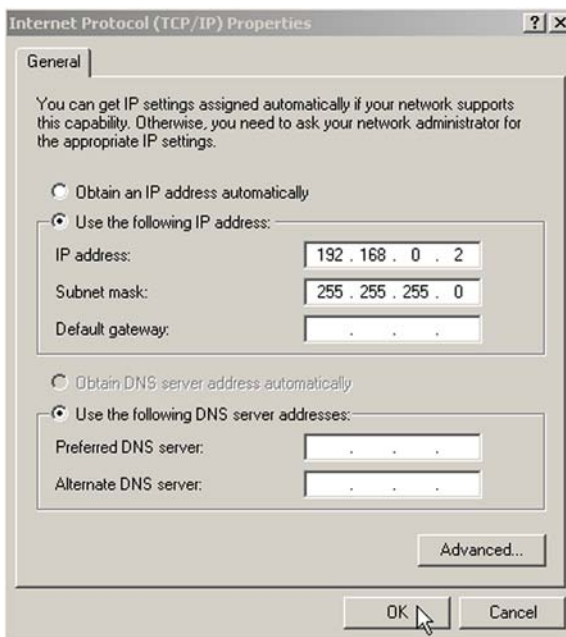 Internet Protocol (TCP/IP) Properties
General
You can get IP settings assigned automatically if your network supports
this capability. Otherwise, you need to ask your network administrator for
the appropriate IP settings.
Obtain an IP address automatically
Use the following IP address:
IP address: 192 . 168 . 0 . 2
Subnet mask: 255 . 255 . 255 . 0
Default gateway: . . .
Obtain DNS server address automatically
Use the following DNS server addresses:
Preferred DNS server: . . .
Alternate DNS server: . . .
Advanced...
OK Cancel